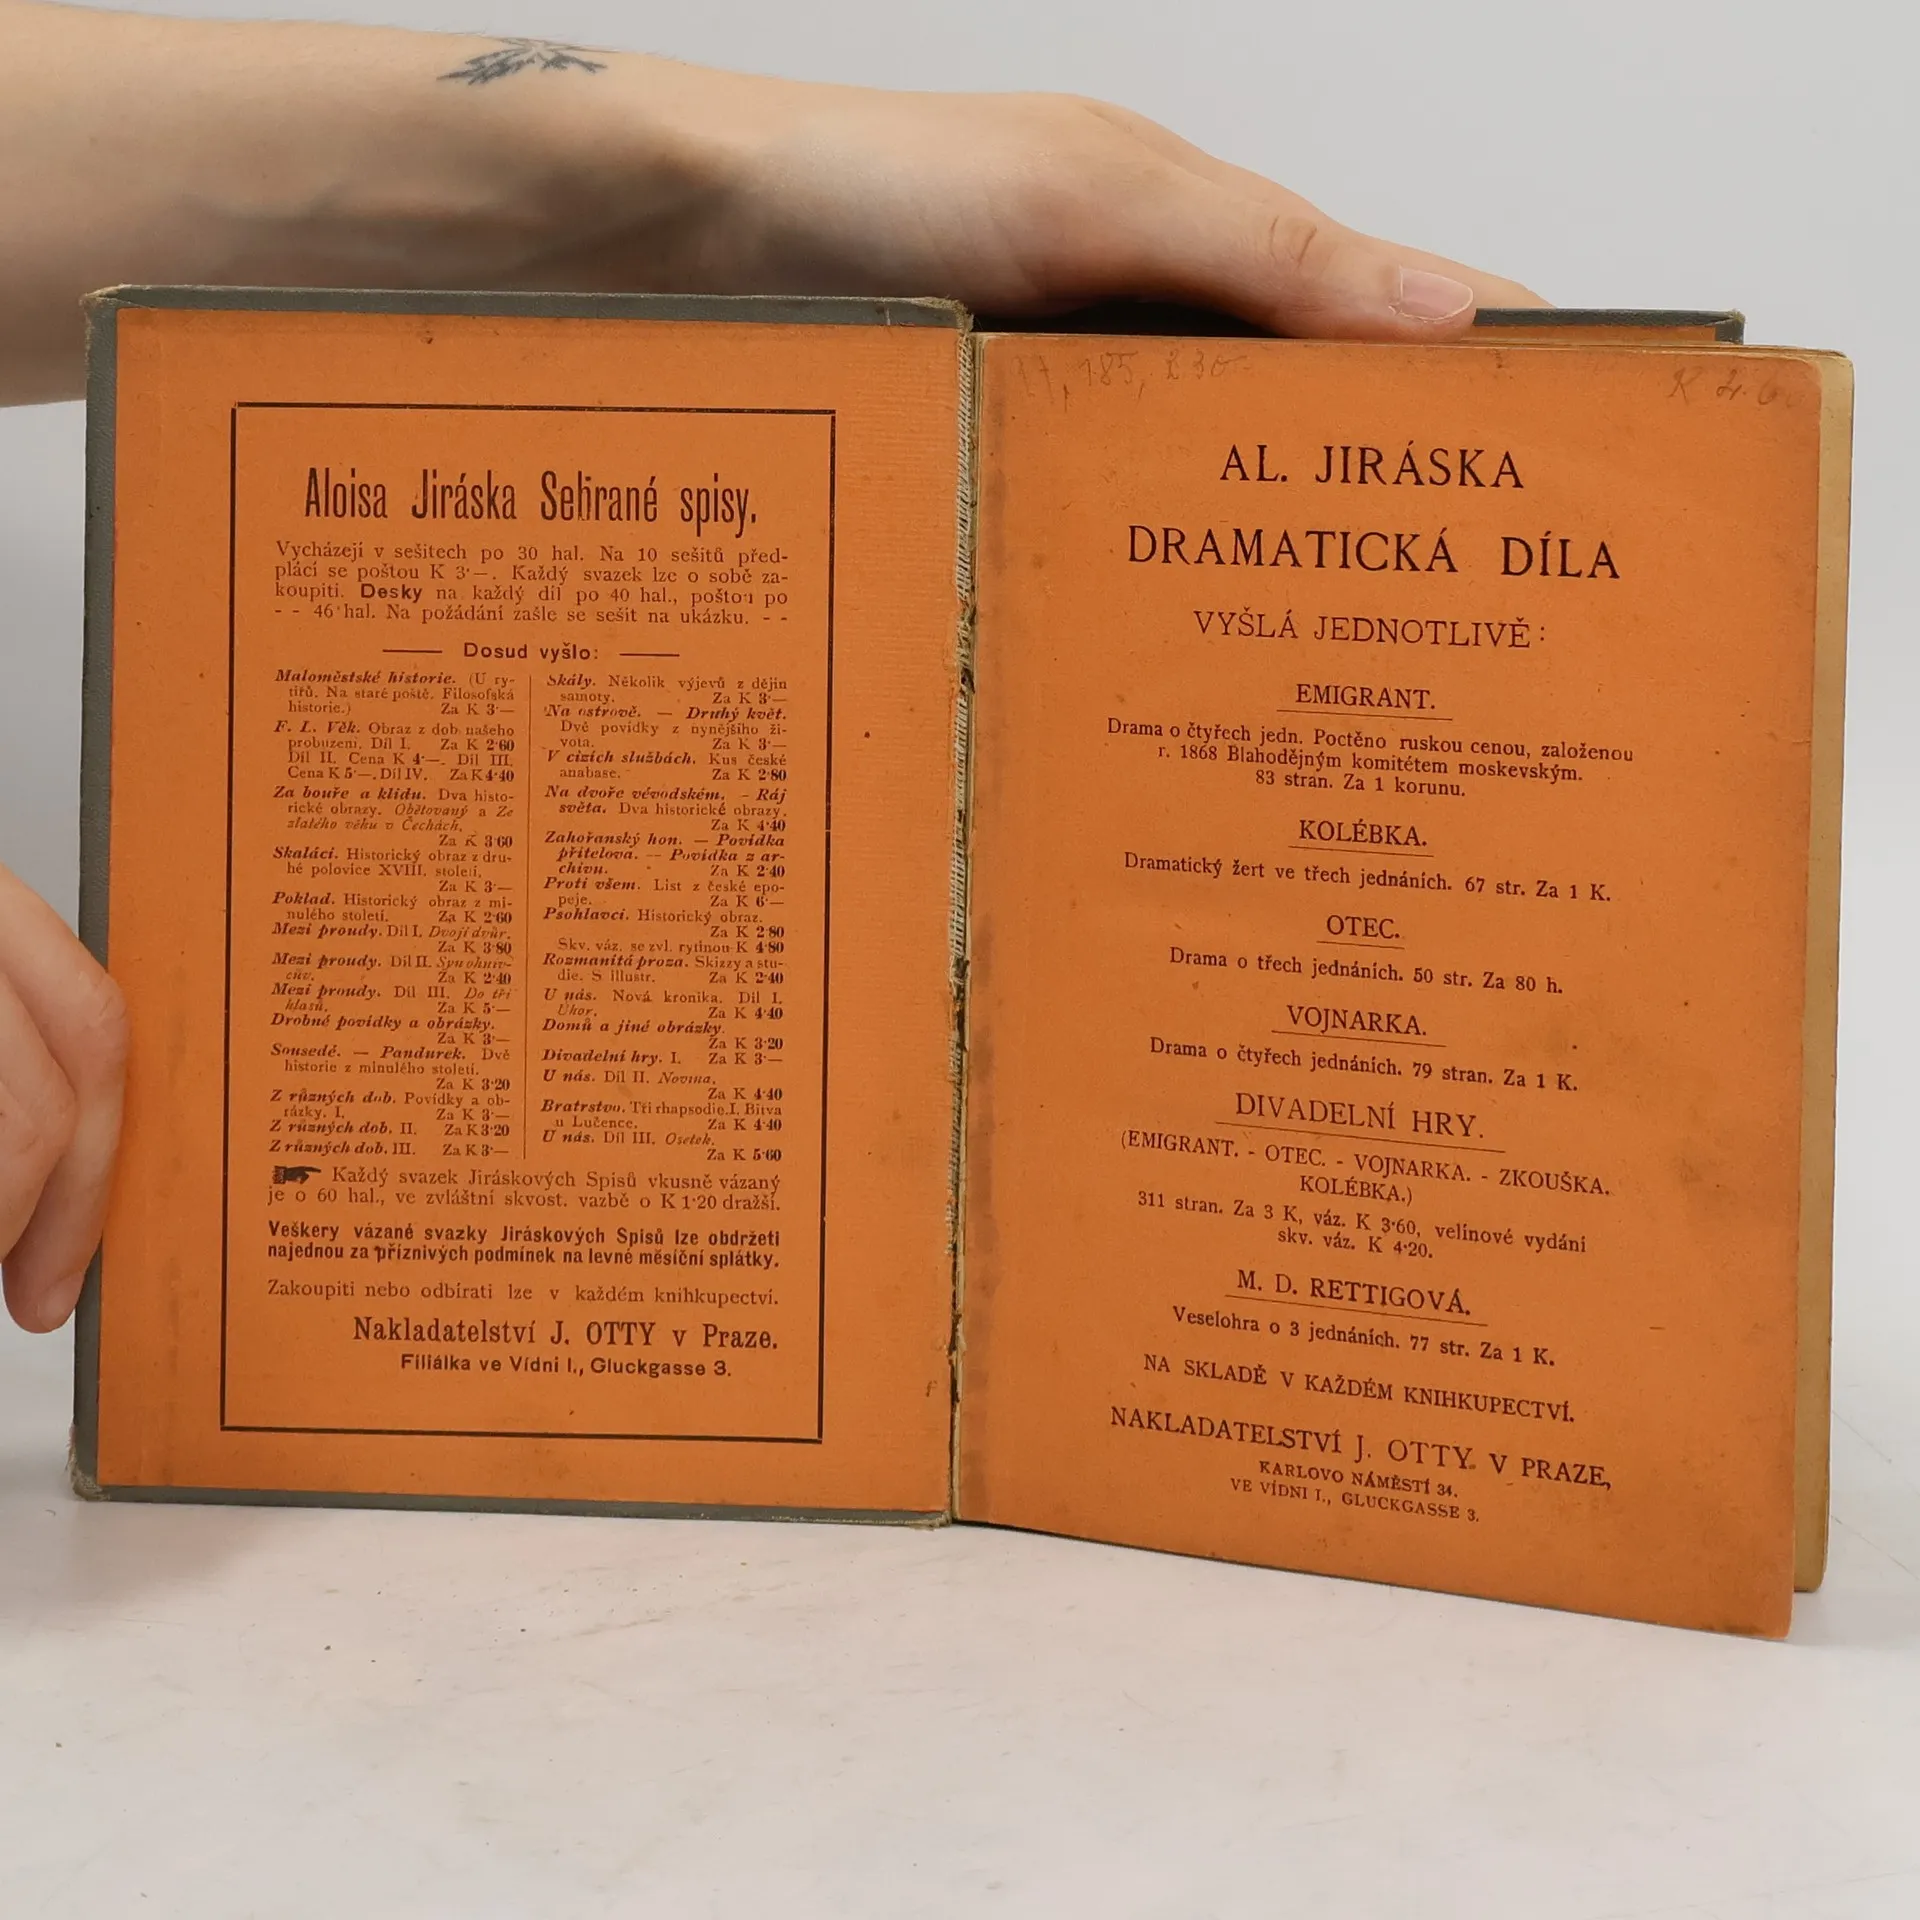 Aloisa Jiráska Sebrané spisy.
Vycházejí v sešitech po 30 hal. Na 10 sešitů před-
plácí se poštou K 3·—. Každý svazek lze o sobě za-
koupiti. Desky na každý díl po 40 hal., poštou po
- - 46 hal. Na požádání zašle se sešit na ukázku. - -
Dosud vyšlo:
Maloměstské historie. (U ry-
tířů. Na staré poště. Filosofská
historie.) Za K 3·—
F. L. Věk. Obraz z dob našeho
probuzení. Díl I. Za K 2·60
Díl II. Cena K 4·—. Díl III.
Cena K 5·—. Díl IV. Za K 4·40
Za bouře a klidu. Dva histo-
rické obrazy. Obětovaný a Ze
zlatého věku v Čechách.
Za K 3·60
Skaláci. Historický obraz z dru-
hé polovice XVIII. století.
Za K 3·—
Poklad. Historický obraz z mi-
nulého století. Za K 2·60
Mezi proudy. Díl I. Dvojí dvůr.
Za K 3·80
Mezi proudy. Díl II. Syn ohniv-
cův. Za K 2·40
Mezi proudy. Díl III. Do tří
hlasů. Za K 5·—
Drobné povídky a obrázky.
Za K 3·—
Sousedé. — Pandurek. Dvě
historie z minulého století.
Za K 3·20
Z různých dob. Povídky a ob-
rázky. I. Za K 3·—
Z různých dob. II. Za K 3·20
Z různých dob. III. Za K 3·—
Skály. Několik výjevů z dějin
samoty. Za K 3·—
Na ostrově. — Druhý květ.
Dvě povídky z nynějšího ži-
vota. Za K 3·—
V cizích službách. Kus české
anabase. Za K 2·80
Na dvoře vévodském. - Ráj
světa. Dva historické obrazy.
Za K 4·40
Zahořanský hon. — Povídka
přítelova. — Povídka z ar-
chivu. Za K 2·40
Proti všem. List z české epo-
peje. Za K 6·—
Psohlavci. Historický obraz.
Za K 2·80
Skv. váz. se zvl. rytinou K 4·80
Rozmanitá prosa. Skizzy a stu-
die. S illustr. Za K 2·40
U nás. Nová kronika. Díl I.
Úhor. Za K 4·40
Domů a jiné obrázky.
Za K 3·20
Divadelní hry. I. Za K 3·—
U nás. Díl II. Novina.
Za K 4·40
Bratrstvo. Tři rhapsodie. I. Bitva
u Lučence. Za K 4·40
U nás. Díl III. Osetek.
Za K 5·60
Každý svazek Jiráskových Spisů vkusně vázaný
je o 60 hal., ve zvláštní skvost. vazbě o K 1·20 dražší.
Veškery vázané svazky Jiráskových Spisů lze obdržeti
najednou za příznivých podmínek na levné měsíční splátky.
Zakoupiti nebo odbírati lze v každém knihkupectví.
Nakladatelství J. OTTY v Praze.
Filiálka ve Vídni I., Gluckgasse 3.
AL. JIRÁSKA
DRAMATICKÁ DÍLA
VYŠLÁ JEDNOTLIVĚ:
EMIGRANT.
Drama o čtyřech jedn. Poctěno ruskou cenou, založenou
r. 1868 Blahodějným komitétem moskevským.
83 stran. Za 1 korunu.
KOLÉBKA.
Dramatický žert ve třech jednáních. 67 str. Za 1 K.
OTEC.
Drama o třech jednáních. 50 str. Za 80 h.
VOJNARKA.
Drama o čtyřech jednáních. 79 stran. Za 1 K.
DIVADELNÍ HRY.
(EMIGRANT. - OTEC. - VOJNARKA. - ZKOUŠKA.
KOLÉBKA.)
311 stran. Za 3 K, váz. K 3·60, velínové vydání
skv. váz. K 4·20.
M. D. RETTIGOVÁ.
Veselohra o 3 jednáních. 77 str. Za 1 K.
NA SKLADĚ V KAŽDÉM KNIHKUPECTVÍ.
NAKLADATELSTVÍ J. OTTY V PRAZE,
KARLOVO NÁMĚSTÍ 34.
VE VÍDNI I., GLUCKGASSE 3.